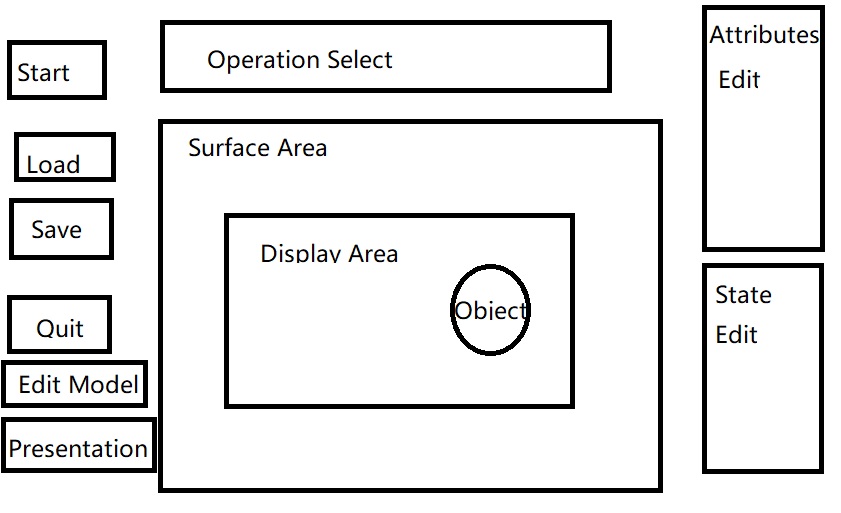 Start
Load
Save
Quit
Edit Model
Presentation
Operation Select
Surface Area
Display Area
Object
Attributes
Edit
State
Edit